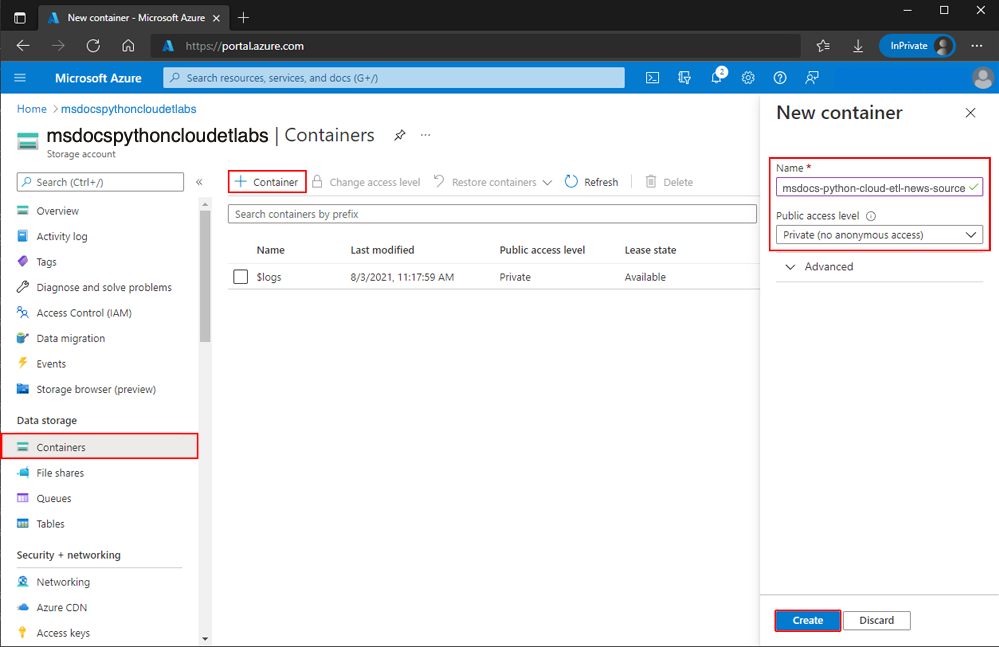 New container - Microsoft Azure
https://portal.azure.com
InPrivate
Microsoft Azure
Search resources, services, and docs (G+/)
2
Home > msdocspythoncloudetlabs
msdocspythoncloudetlabs | Containers
Storage account
Search (Ctrl+/)
«
Overview
Activity log
Tags
Diagnose and solve problems
Access Control (IAM)
Data migration
Events
Storage browser (preview)
Data storage
Containers
File shares
Queues
Tables
Security + networking
Networking
Azure CDN
Access keys
Container Change access level Restore containers Refresh Delete
Search containers by prefix
Name Last modified Public access level Lease state
$logs 8/3/2021, 11:17:59 AM Private Available
New container
Name *
msdocs-python-cloud-etl-news-source
Public access level
Private (no anonymous access)
Advanced
Create Discard